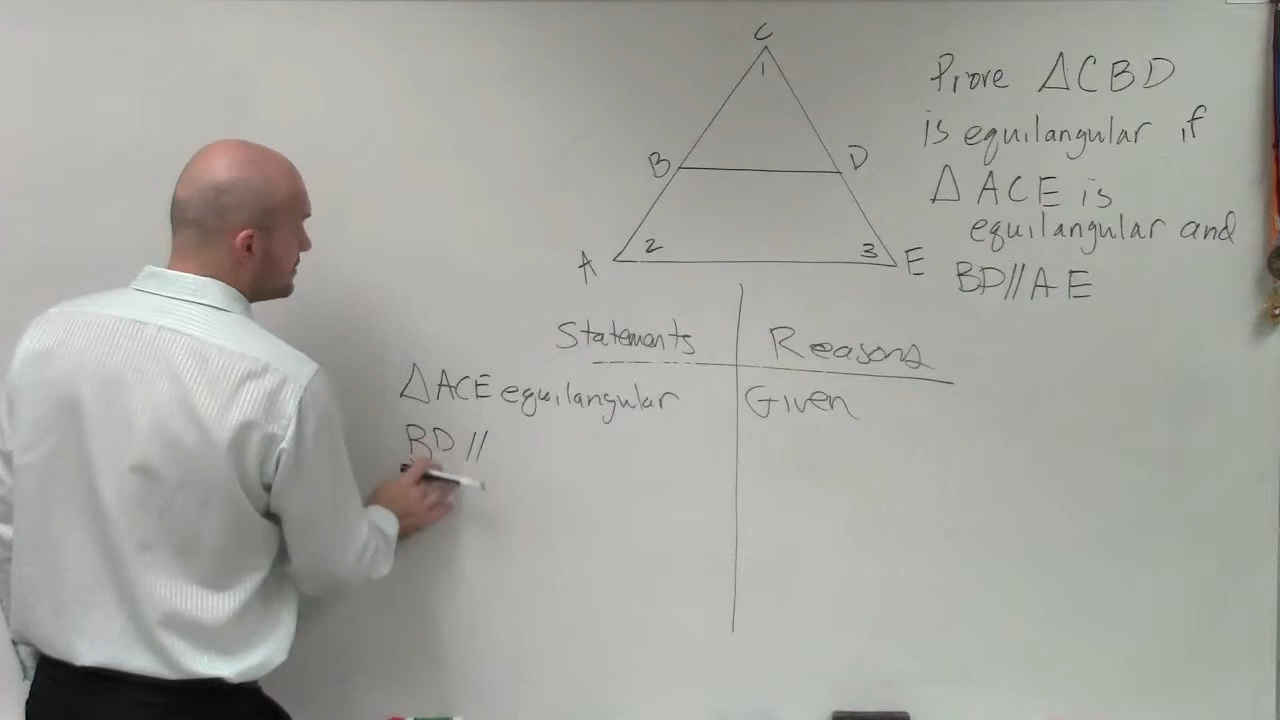 C
1
B
D
2
3
A
E
Prove △CBD
is equilangular if
△ACE is
equilangular and
BD//AE
Statements
Reasons
△ACE equilangular
Given
BD//